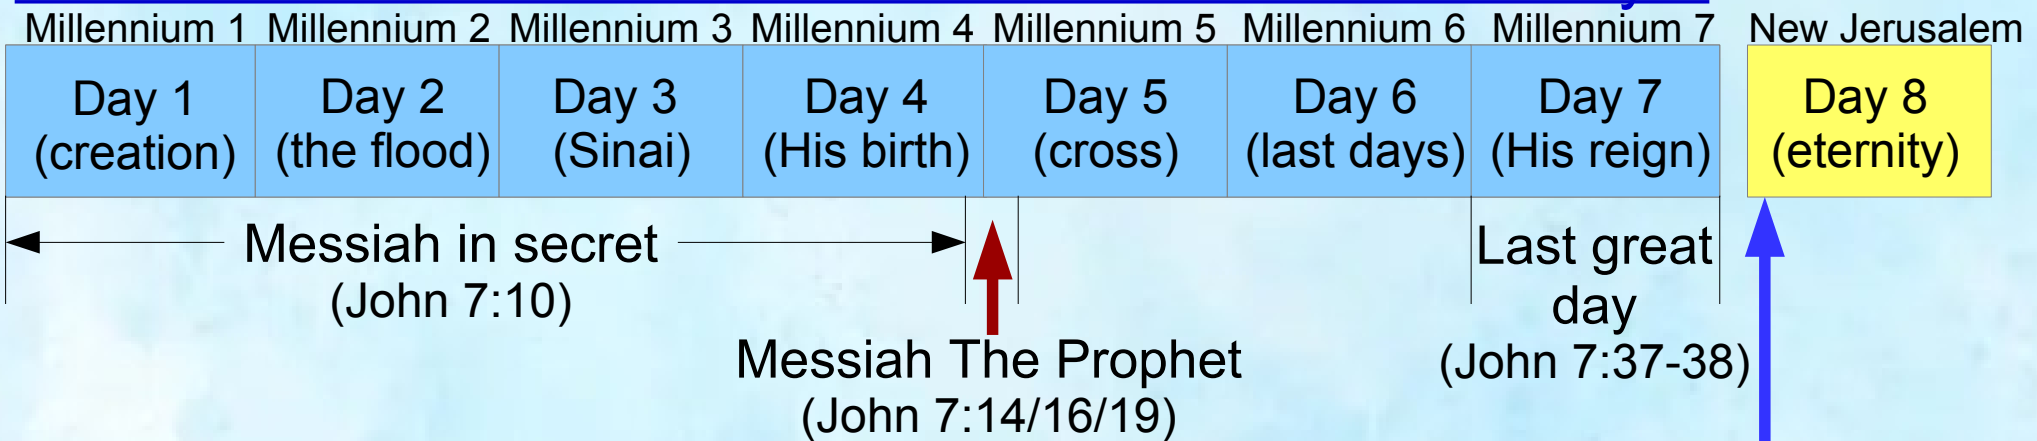 Millennium 1 Millennium 2 Millennium 3 Millennium 4 Millennium 5 Millennium 6 Millennium 7 New Jerusalem
Day 1 Day 2 Day 3 Day 4 Day 5 Day 6 Day 7 Day 8
(creation) (the flood) (Sinai) (His birth) (cross) (last days) (His reign) (eternity)
Messiah in secret
(John 7:10)
Last great
day
(John 7:37-38)
Messiah The Prophet
(John 7:14/16/19)